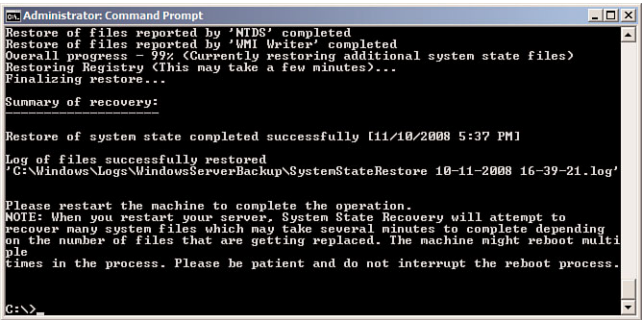 Administrator: Command Prompt
Restore of files reported by 'NTDS' completed
Restore of files reported by 'WMI Writer' completed
Overall progress - 99% (Currently restoring additional system state files)
Restoring Registry (This may take a few minutes)...
Finalizing restore...
Summary of recovery:
--------------------
Restore of system state completed successfully [11/10/2008 5:37 PM]
Log of files successfully restored
'C:\Windows\Logs\WindowsServerBackup\SystemStateRestore 10-11-2008 16-39-21.log'
Please restart the machine to complete the operation.
NOTE: When you restart your server, System State Recovery will attempt to
recover many system files which may take several minutes to complete depending
on the number of files that are getting replaced. The machine might reboot multi
ple
times in the process. Please be patient and do not interrupt the reboot process.
C:\>_